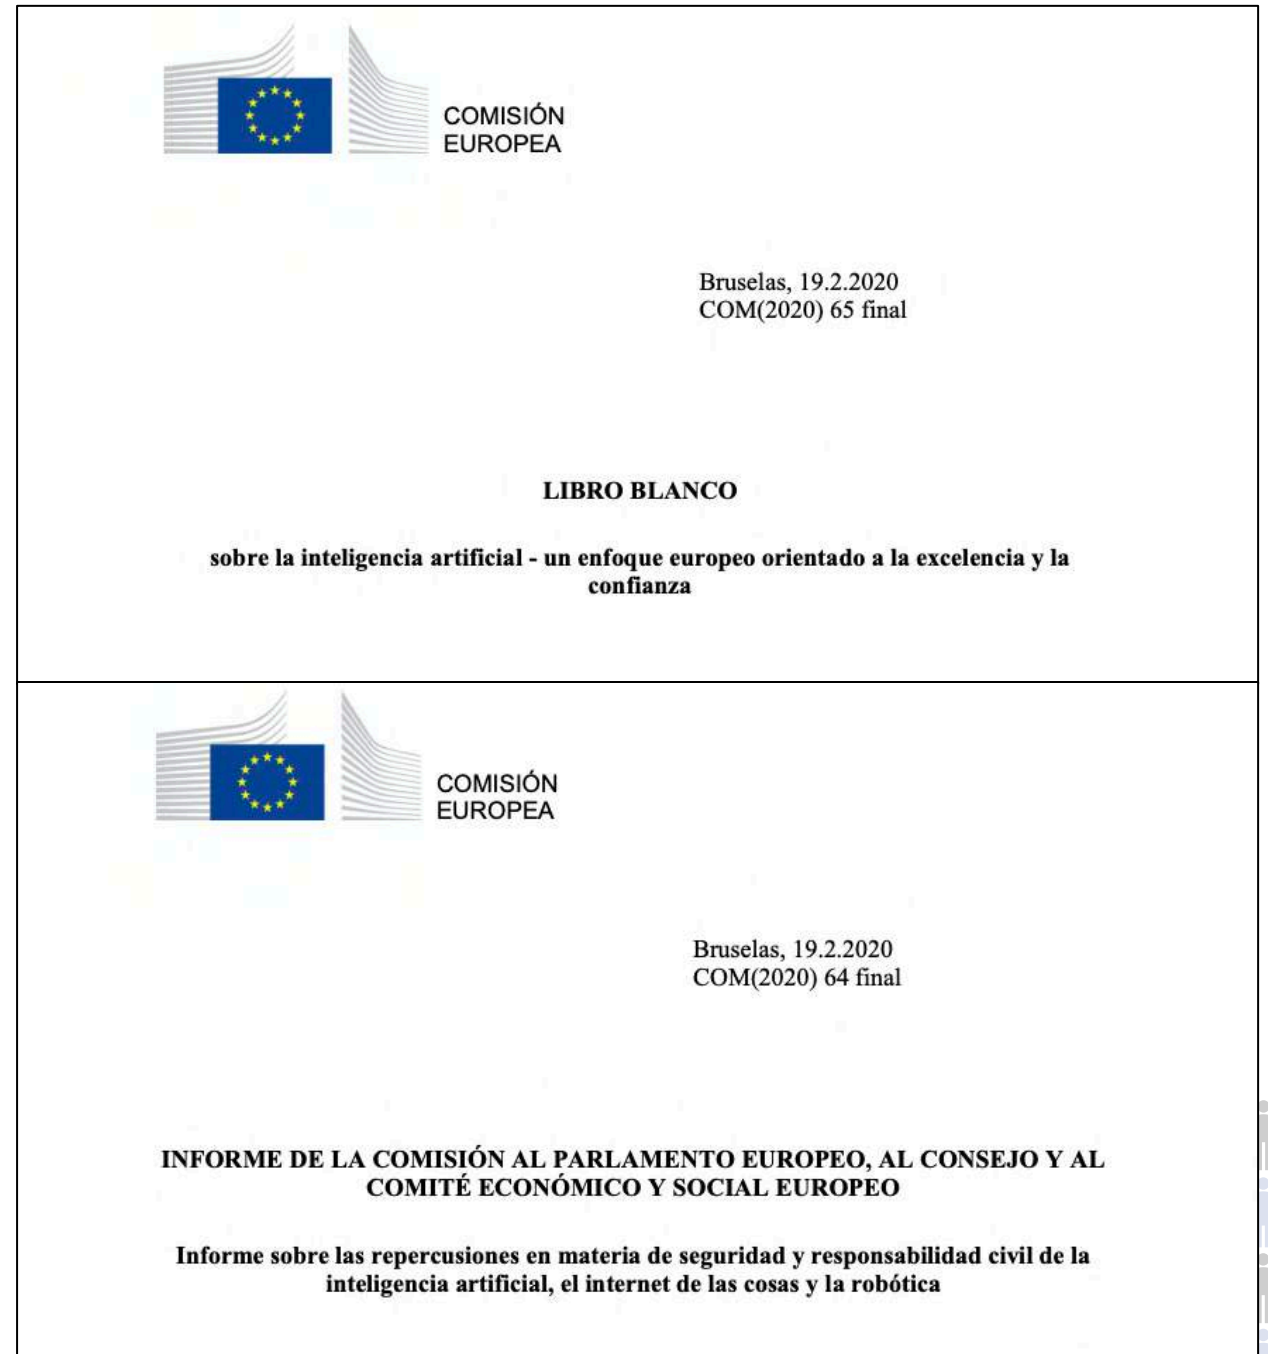 COMISIÓN
EUROPEA
Bruselas, 19.2.2020
COM(2020) 65 final
LIBRO BLANCO
sobre la inteligencia artificial - un enfoque europeo orientado a la excelencia y la
confianza
COMISIÓN
EUROPEA
Bruselas, 19.2.2020
COM(2020) 64 final
INFORME DE LA COMISIÓN AL PARLAMENTO EUROPEO, AL CONSEJO Y AL
COMITÉ ECONÓMICO Y SOCIAL EUROPEO
Informe sobre las repercusiones en materia de seguridad y responsabilidad civil de la
inteligencia artificial, el internet de las cosas y la robótica